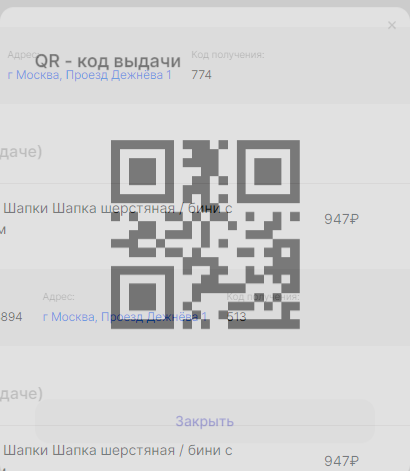 ×
Адрес: Код получения:
QR - код выдачи
г Москва, Проезд Дежнёва 1 774
даче)
Шапки Шапка шерстяная / бини с
м 947₽
Адрес: Код получения:
894 г Москва, Проезд Дежнёва 1 513
даче)
Закрыть
Шапки Шапка шерстяная / бини с
947₽